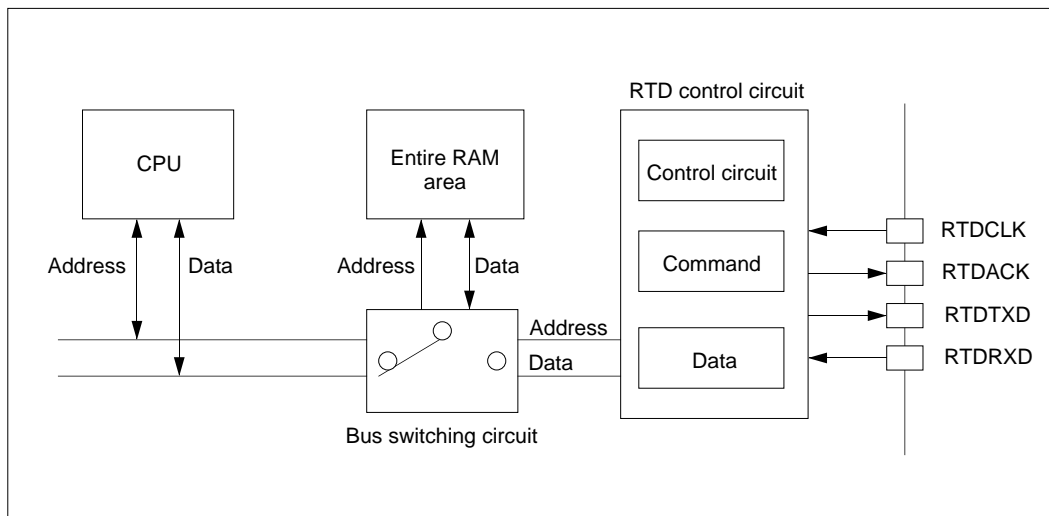 RTD control circuit
CPU
Entire RAM
area
Control circuit
RTDCLK
Address
Data
Address
Data
Command
RTDACK
RTDTXD
Address
Data
Data
RTDRXD
Bus switching circuit